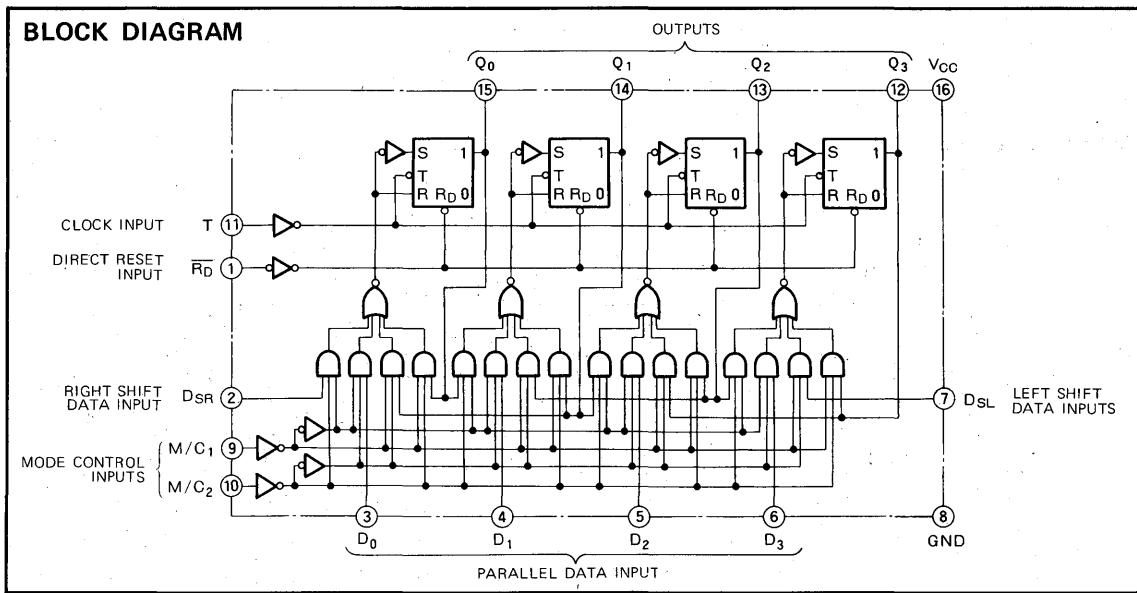 BLOCK DIAGRAM
OUTPUTS
Q0 Q1 Q2 Q3 VCC
15 14 13 12 16
S 1 S 1 S 1 S 1
T T T T
R RD 0 R RD 0 R RD 0 R RD 0
CLOCK INPUT T 11
DIRECT RESET
INPUT
RD 1
RIGHT SHIFT
DATA INPUT
DSR 2
7 DSL
LEFT SHIFT
DATA INPUTS
MODE CONTROL
INPUTS
M/C1 9
M/C2 10
3 4 5 6 8
D0 D1 D2 D3 GND
PARALLEL DATA INPUT